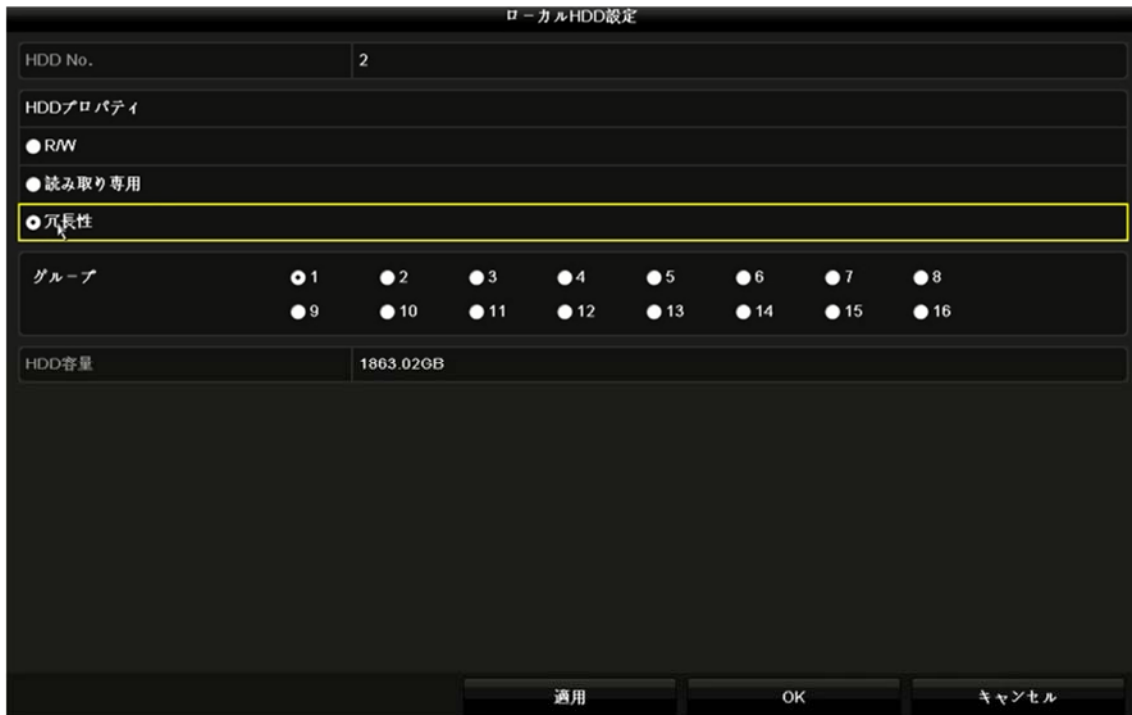 ローカルHDD設定
HDD No. 2
HDDプロパティ
R/W
読み取り専用
冗長性
グループ 1 2 3 4 5 6 7 8
9 10 11 12 13 14 15 16
HDD容量 1863.02GB
適用 OK キャンセル